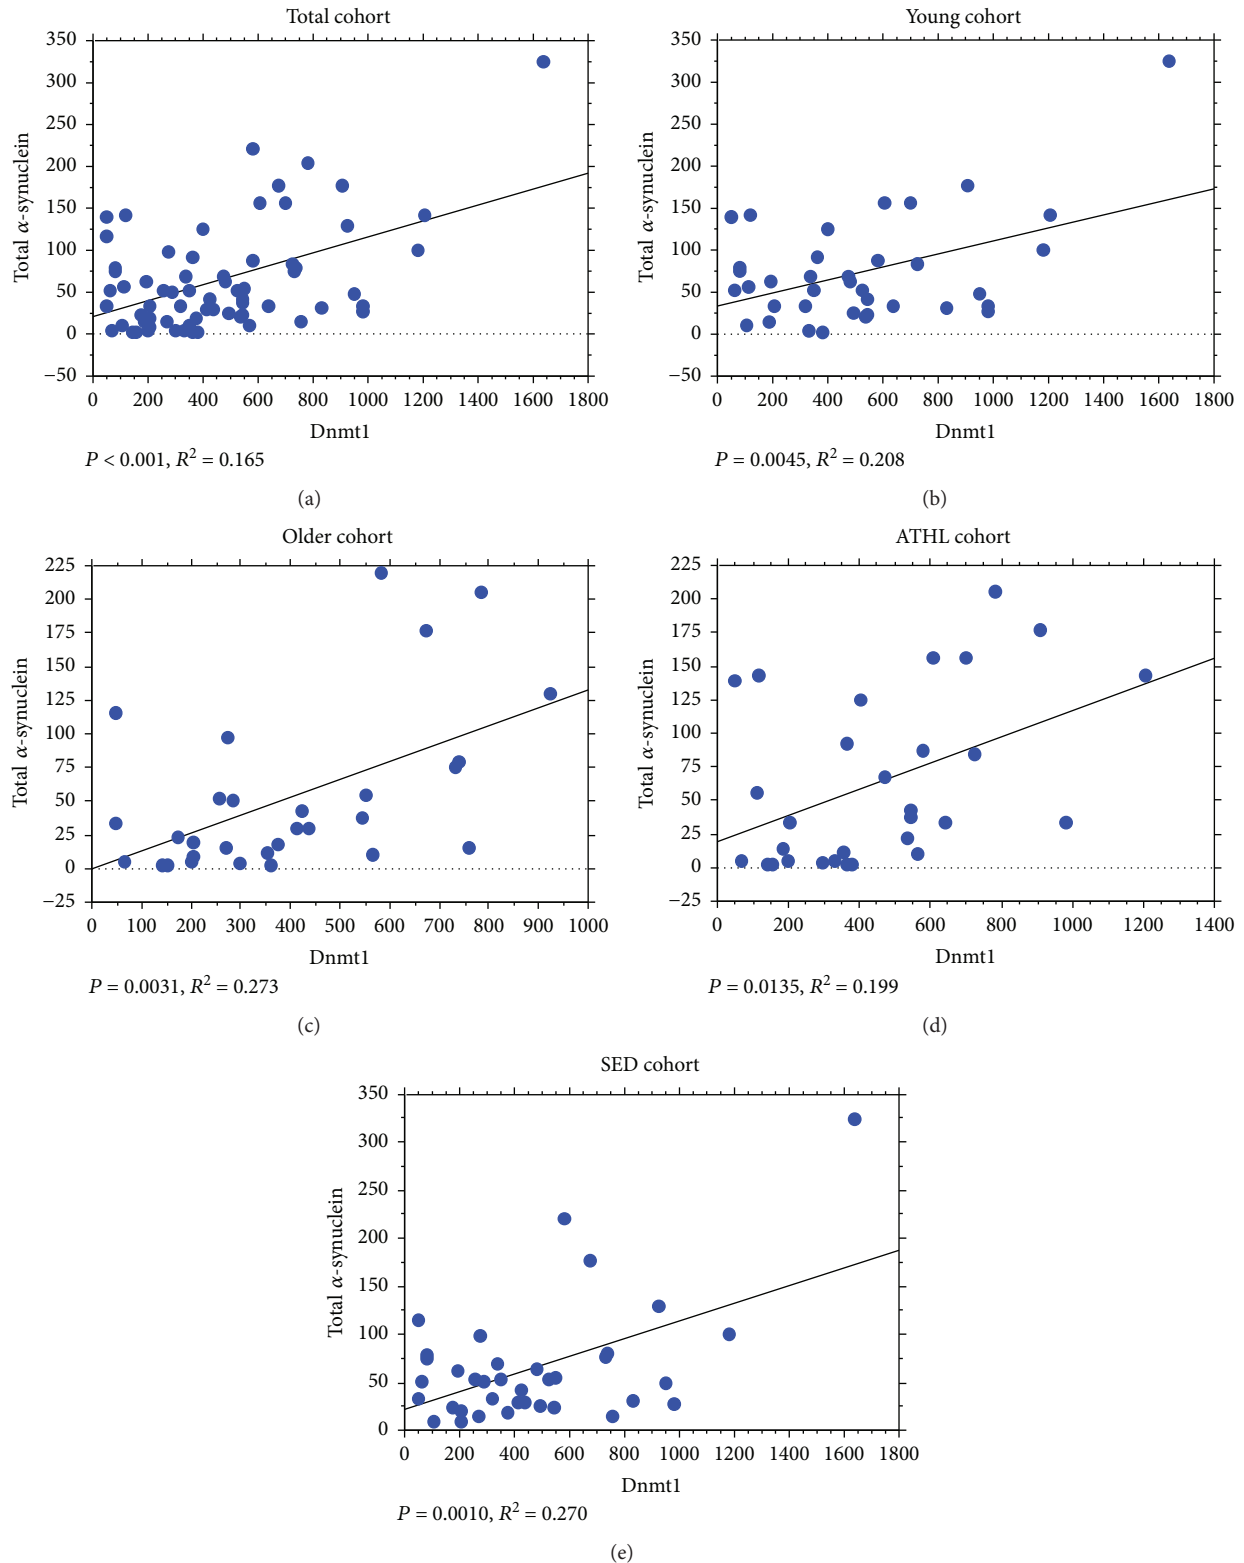 Total cohort
350
300
250
200
150
100
50
0
−50
Total α-synuclein
0 200 400 600 800 1000 1200 1400 1600 1800
Dnmt1
P < 0.001, R² = 0.165
(a)
Young cohort
350
300
250
200
150
100
50
0
−50
Total α-synuclein
0 200 400 600 800 1000 1200 1400 1600 1800
Dnmt1
P = 0.0045, R² = 0.208
(b)
Older cohort
225
200
175
150
125
100
75
50
25
0
−25
Total α-synuclein
0 100 200 300 400 500 600 700 800 900 1000
Dnmt1
P = 0.0031, R² = 0.273
(c)
ATHL cohort
225
200
175
150
125
100
75
50
25
0
−25
Total α-synuclein
0 200 400 600 800 1000 1200 1400
Dnmt1
P = 0.0135, R² = 0.199
(d)
SED cohort
350
300
250
200
150
100
50
0
Total α-synuclein
0 200 400 600 800 1000 1200 1400 1600 1800
Dnmt1
P = 0.0010, R² = 0.270
(e)